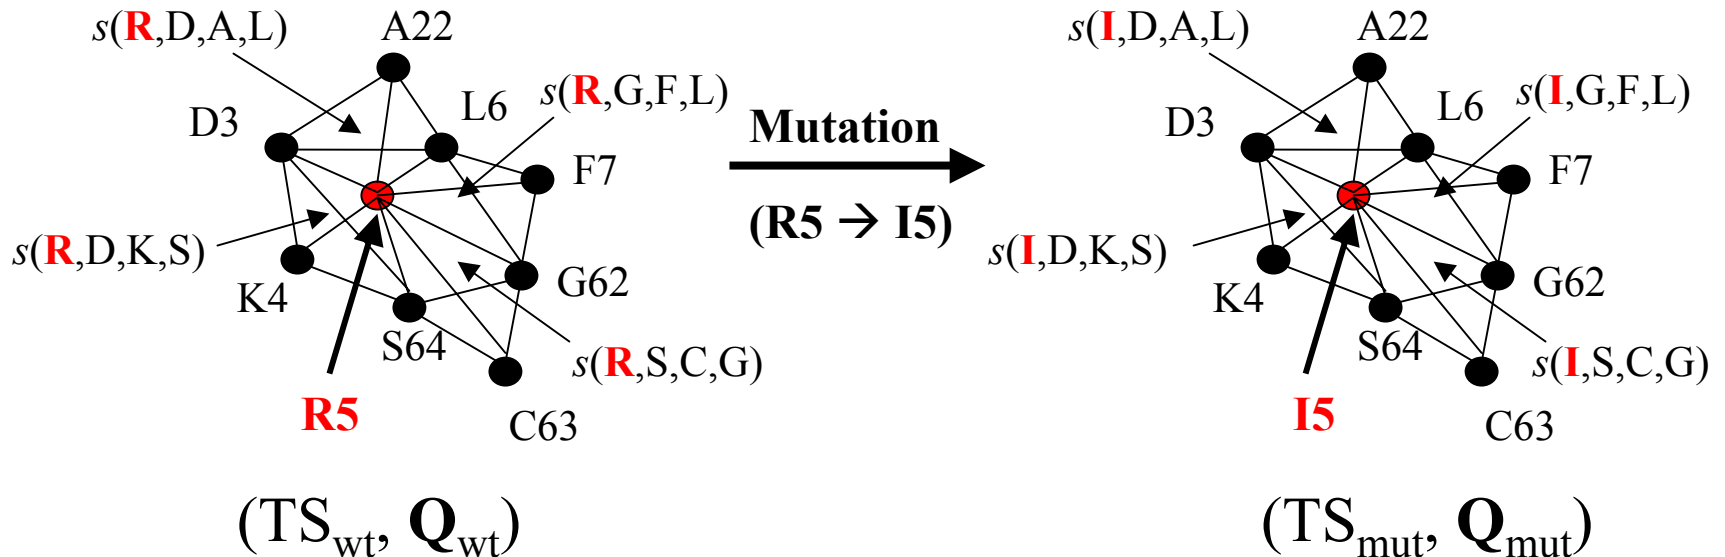 s(R,D,A,L)
A22
D3
L6
s(R,G,F,L)
F7
s(R,D,K,S)
K4
S64
G62
s(R,S,C,G)
R5
C63
(TSwt, Qwt)
Mutation
(R5 → I5)
s(I,D,A,L)
A22
D3
L6
s(I,G,F,L)
F7
s(I,D,K,S)
K4
S64
G62
s(I,S,C,G)
I5
C63
(TSmut, Qmut)